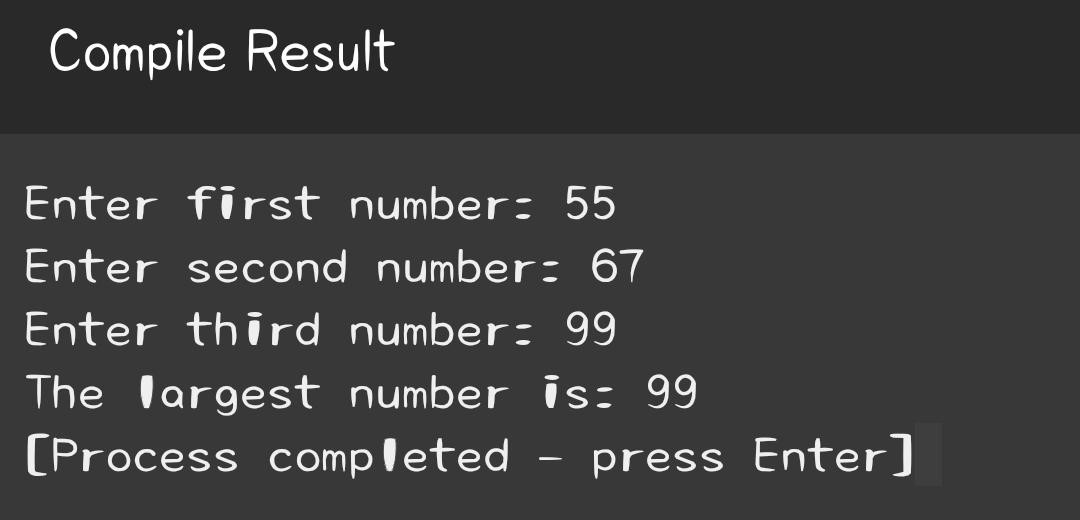 Compile Result
Enter first number: 55
Enter second number: 67
Enter third number: 99
The largest number is: 99
[Process completed - press Enter]